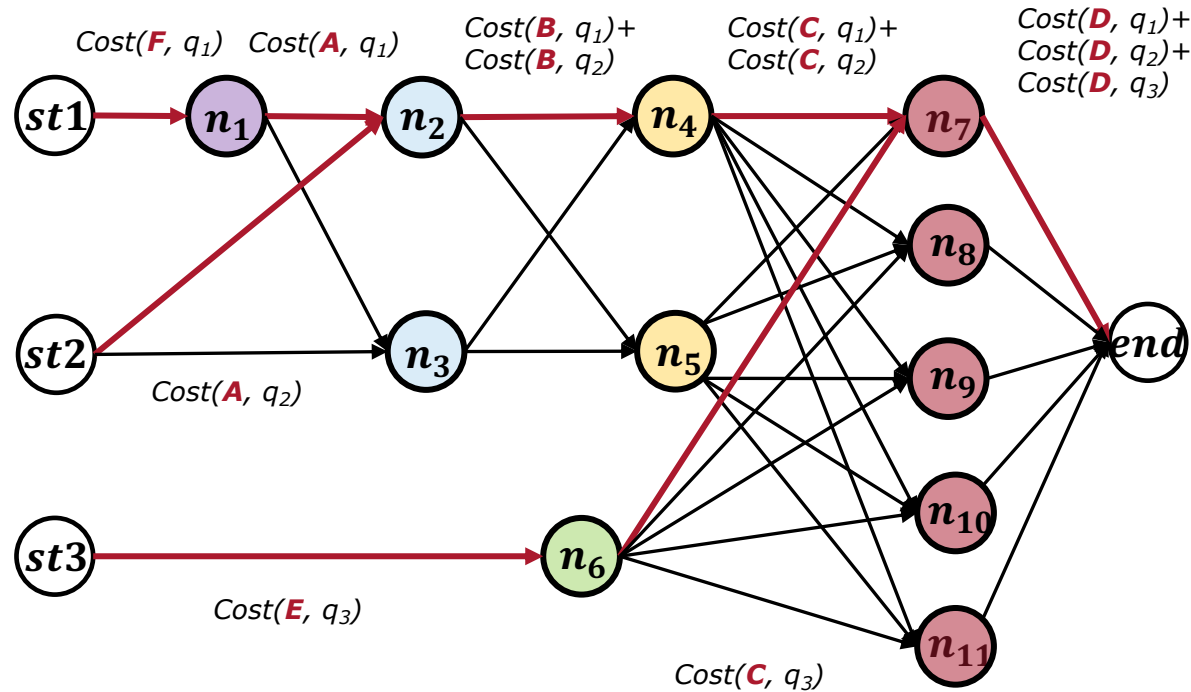 Cost(F, q1)
Cost(A, q1)
Cost(B, q1)+
Cost(B, q2)
Cost(C, q1)+
Cost(C, q2)
Cost(D, q1)+
Cost(D, q2)+
Cost(D, q3)
st1
n1
n2
n4
n7
n8
st2
n3
n5
n9
end
Cost(A, q2)
st3
n6
n10
Cost(E, q3)
n11
Cost(C, q3)